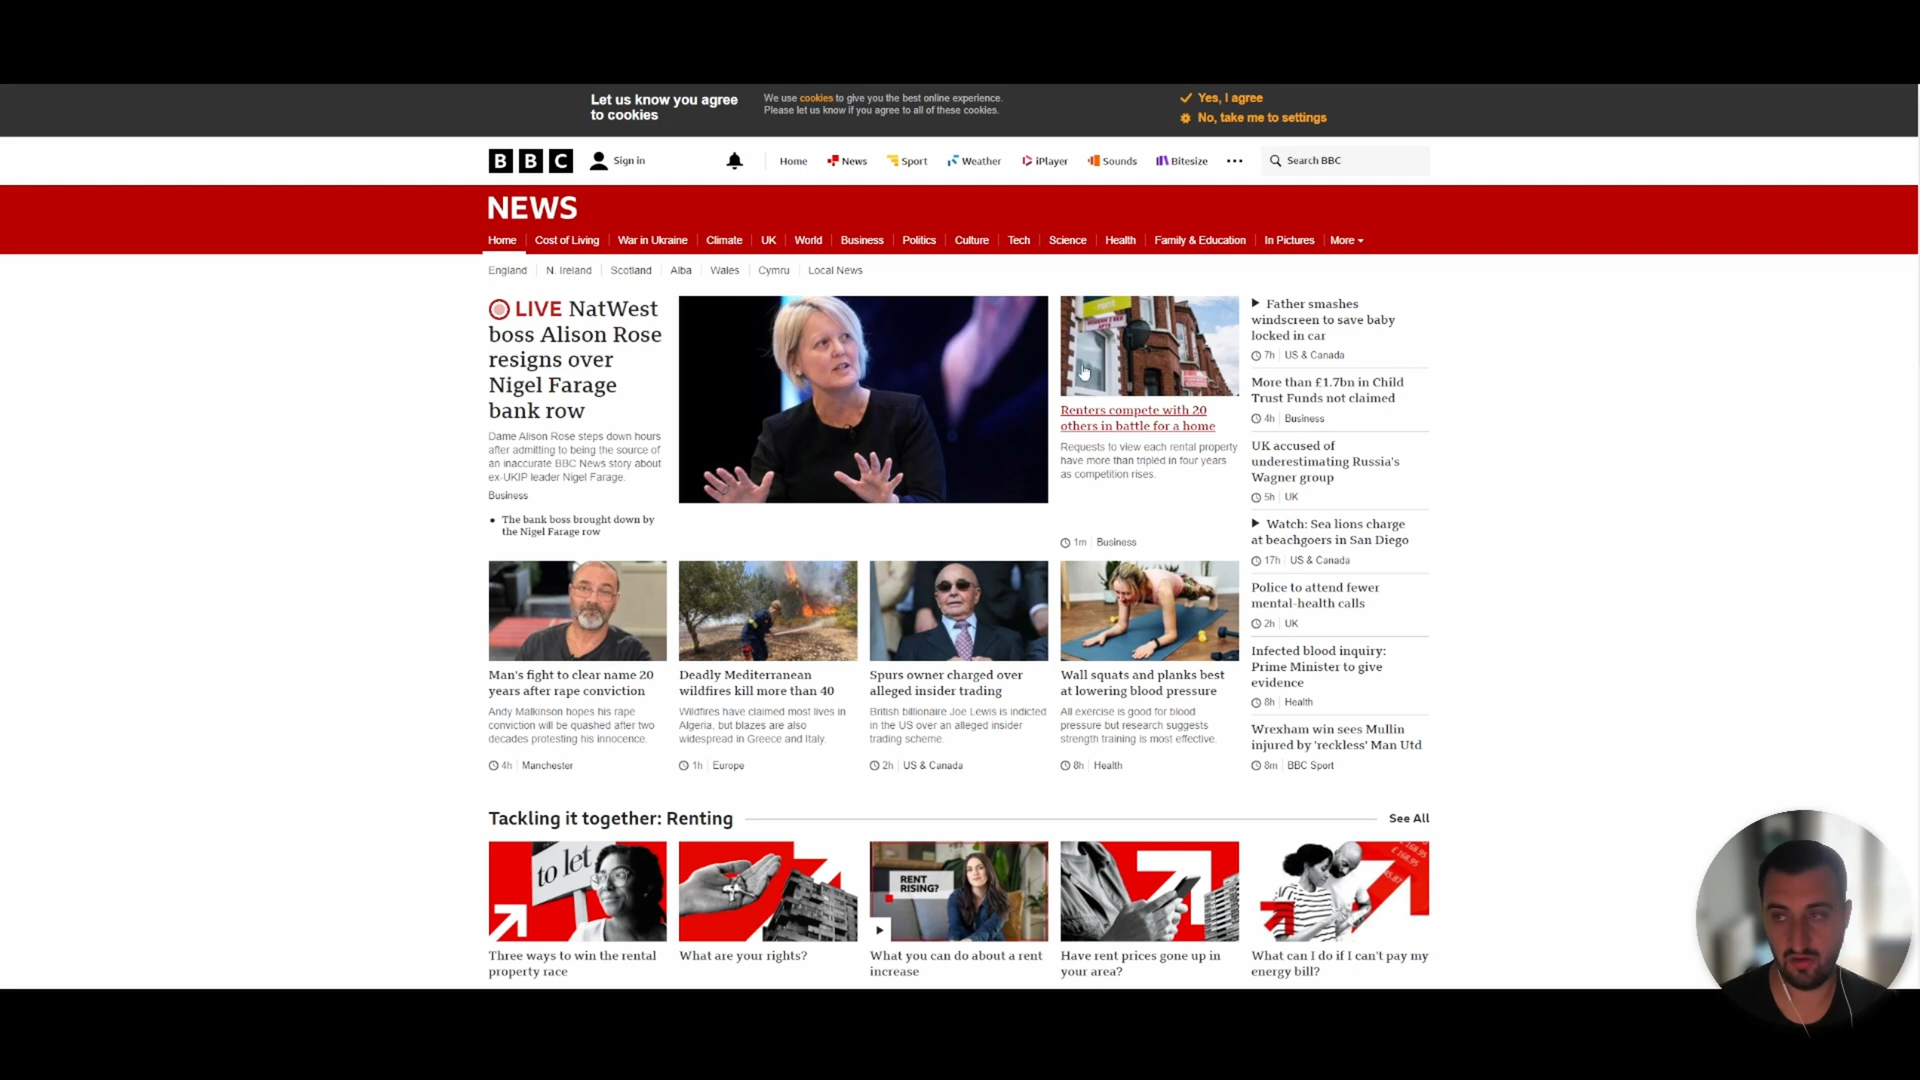 Let us know you agree
to cookies
We use cookies to give you the best online experience.
Please let us know if you agree to all of these cookies.
Yes, I agree
No, take me to settings
BBC
Sign in
Home
News
Sport
Weather
iPlayer
Sounds
Bitesize
Search BBC
NEWS
Home
Cost of Living
War in Ukraine
Climate
UK
World
Business
Politics
Culture
Tech
Science
Health
Family & Education
In Pictures
More
England
N. Ireland
Scotland
Alba
Wales
Cymru
Local News
LIVE NatWest
boss Alison Rose
resigns over
Nigel Farage
bank row
Dame Alison Rose steps down hours
after admitting to being the source of
an inaccurate BBC News story about
ex-UKIP leader Nigel Farage.
Business
The bank boss brought down by
the Nigel Farage row
Renters compete with 20
others in battle for a home
Requests to view each rental property
have more than tripled in four years
as competition rises.
1m Business
Father smashes
windscreen to save baby
locked in car
7h US & Canada
More than £1.7bn in Child
Trust Funds not claimed
4h Business
UK accused of
underestimating Russia's
Wagner group
5h UK
Watch: Sea lions charge
at beachgoers in San Diego
17h US & Canada
Police to attend fewer
mental-health calls
2h UK
Infected blood inquiry:
Prime Minister to give
evidence
8h Health
Wrexham win sees Mullin
injured by 'reckless' Man Utd
8m BBC Sport
Man's fight to clear name 20
years after rape conviction
Andy Malkinson hopes his rape
conviction will be quashed after two
decades protesting his innocence.
4h Manchester
Deadly Mediterranean
wildfires kill more than 40
Wildfires have claimed most lives in
Algeria, but blazes are also
widespread in Greece and Italy.
1h Europe
Spurs owner charged over
alleged insider trading
British billionaire Joe Lewis is indicted
in the US over an alleged insider
trading scheme.
2h US & Canada
Wall squats and planks best
at lowering blood pressure
All exercise is good for blood
pressure but research suggests
strength training is most effective.
8h Health
Tackling it together: Renting
See All
to let
RENT
RISING?
Three ways to win the rental
property race
What are your rights?
What you can do about a rent
increase
Have rent prices gone up in
your area?
What can I do if I can't pay my
energy bill?